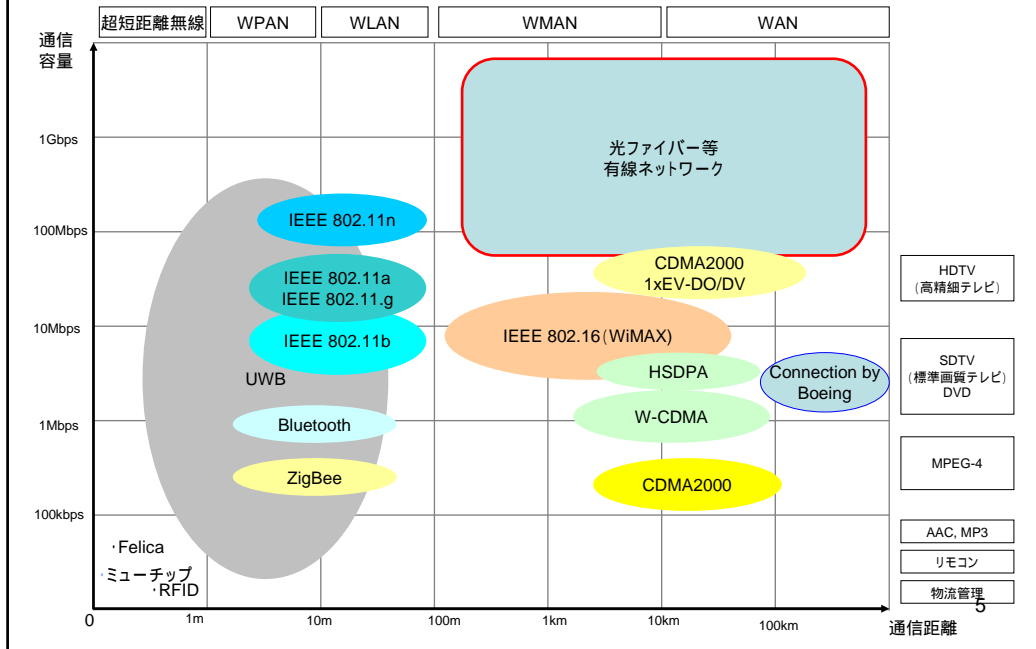 超短距離無線
WPAN
WLAN
WMAN
WAN
通信
容量
1Gbps
100Mbps
10Mbps
1Mbps
100kbps
光ファイバー等
有線ネットワーク
IEEE 802.11n
IEEE 802.11a
IEEE 802.11.g
IEEE 802.11b
UWB
Bluetooth
ZigBee
CDMA2000
1xEV-DO/DV
IEEE 802.16(WiMAX)
HSDPA
Connection by
Boeing
W-CDMA
CDMA2000
・Felica
・ミューチップ
・RFID
HDTV
(高精細テレビ)
SDTV
(標準画質テレビ)
DVD
MPEG-4
AAC, MP3
リモコン
物流管理
5
0
1m
10m
100m
1km
10km
100km
通信距離